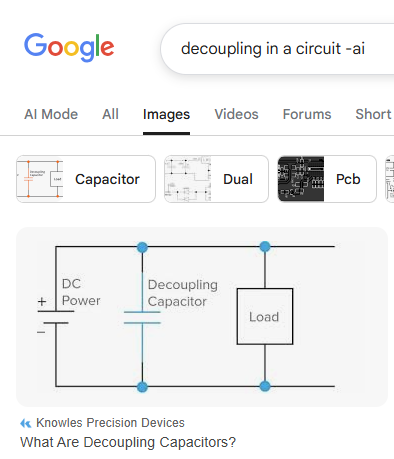 Google
decoupling in a circuit -ai
AI Mode All Images Videos Forums Short
Capacitor Dual Pcb
DC
Power
+
−
Decoupling
Capacitor
Load
Knowles Precision Devices
What Are Decoupling Capacitors?